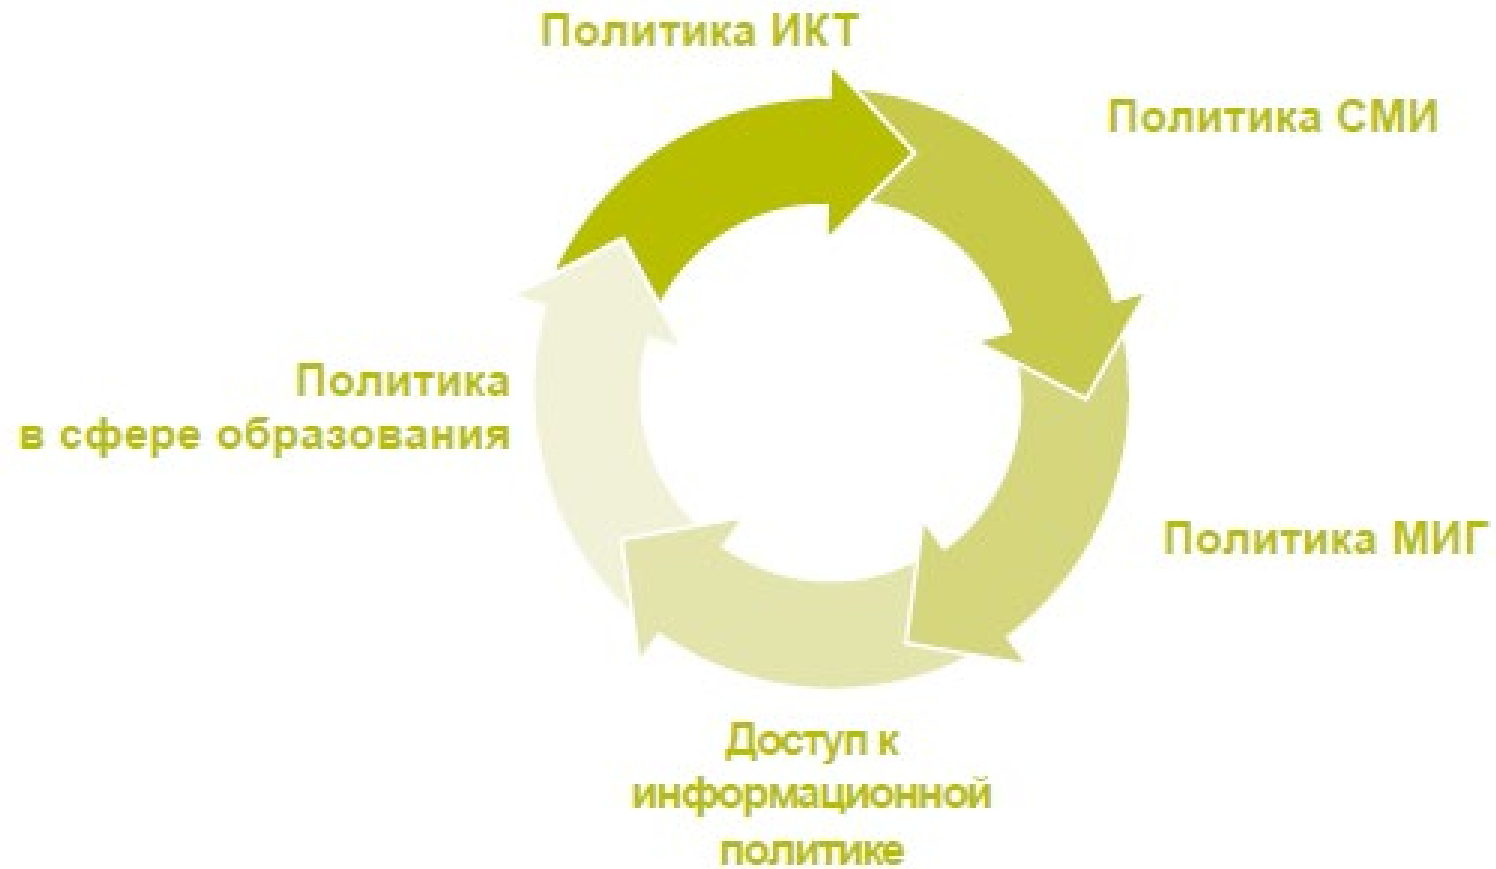 Политика ИКТ
Политика СМИ
Политика МИГ
Доступ к
информационной
политике
Политика
в сфере образования